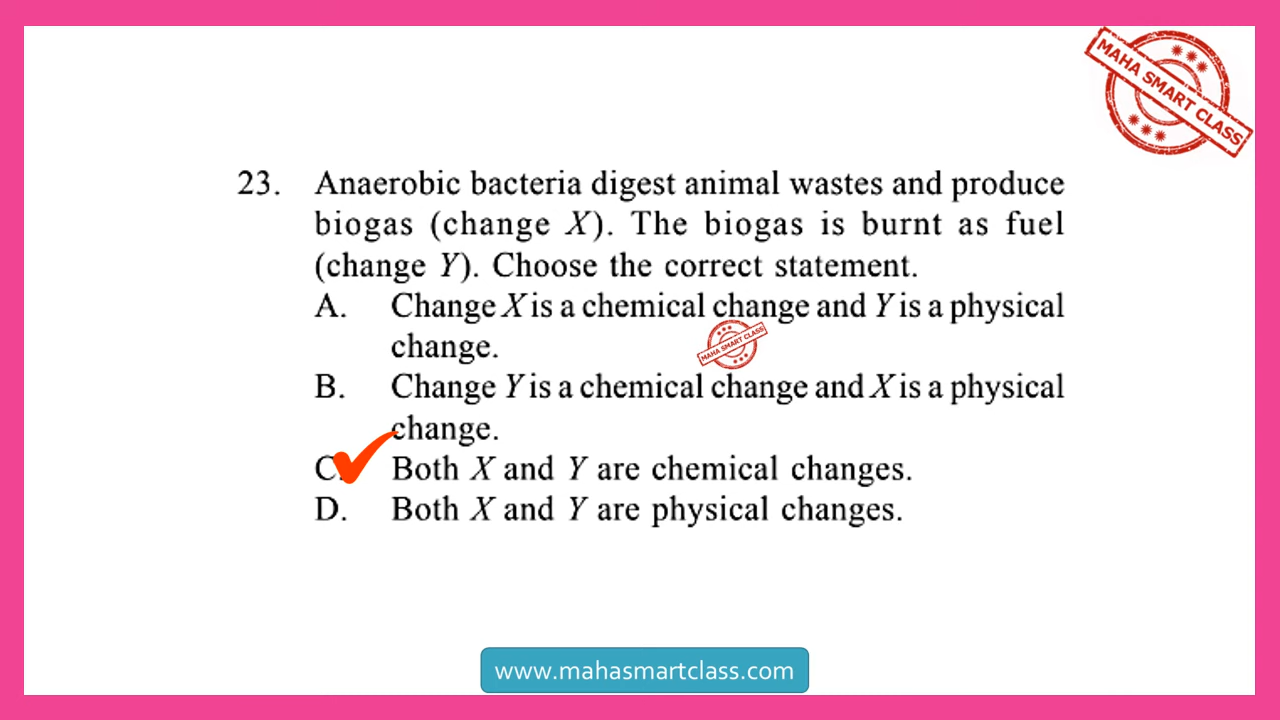 MAHA SMART CLASS
23. Anaerobic bacteria digest animal wastes and produce
biogas (change X). The biogas is burnt as fuel
(change Y). Choose the correct statement.
A. Change X is a chemical change and Y is a physical
change.
MAHA SMART CLASS
B. Change Y is a chemical change and X is a physical
change.
C. Both X and Y are chemical changes.
D. Both X and Y are physical changes.
www.mahasmartclass.com